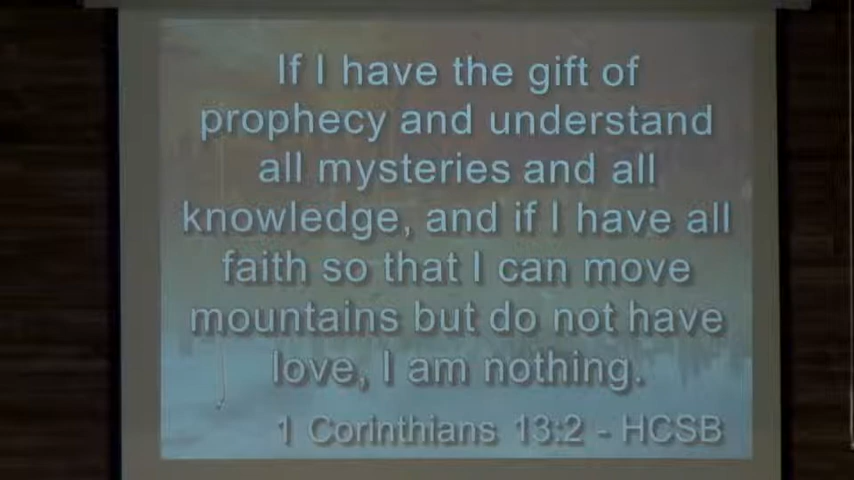 If I have the gift of
prophecy and understand
all mysteries and all
knowledge, and if I have all
faith so that I can move
mountains but do not have
love, I am nothing.
1 Corinthians 13:2 - HCSB